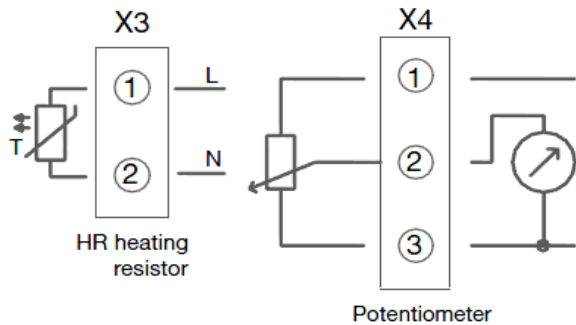 X3
1
L
T
2
N
HR heating
resistor
X4
1
2
3
Potentiometer